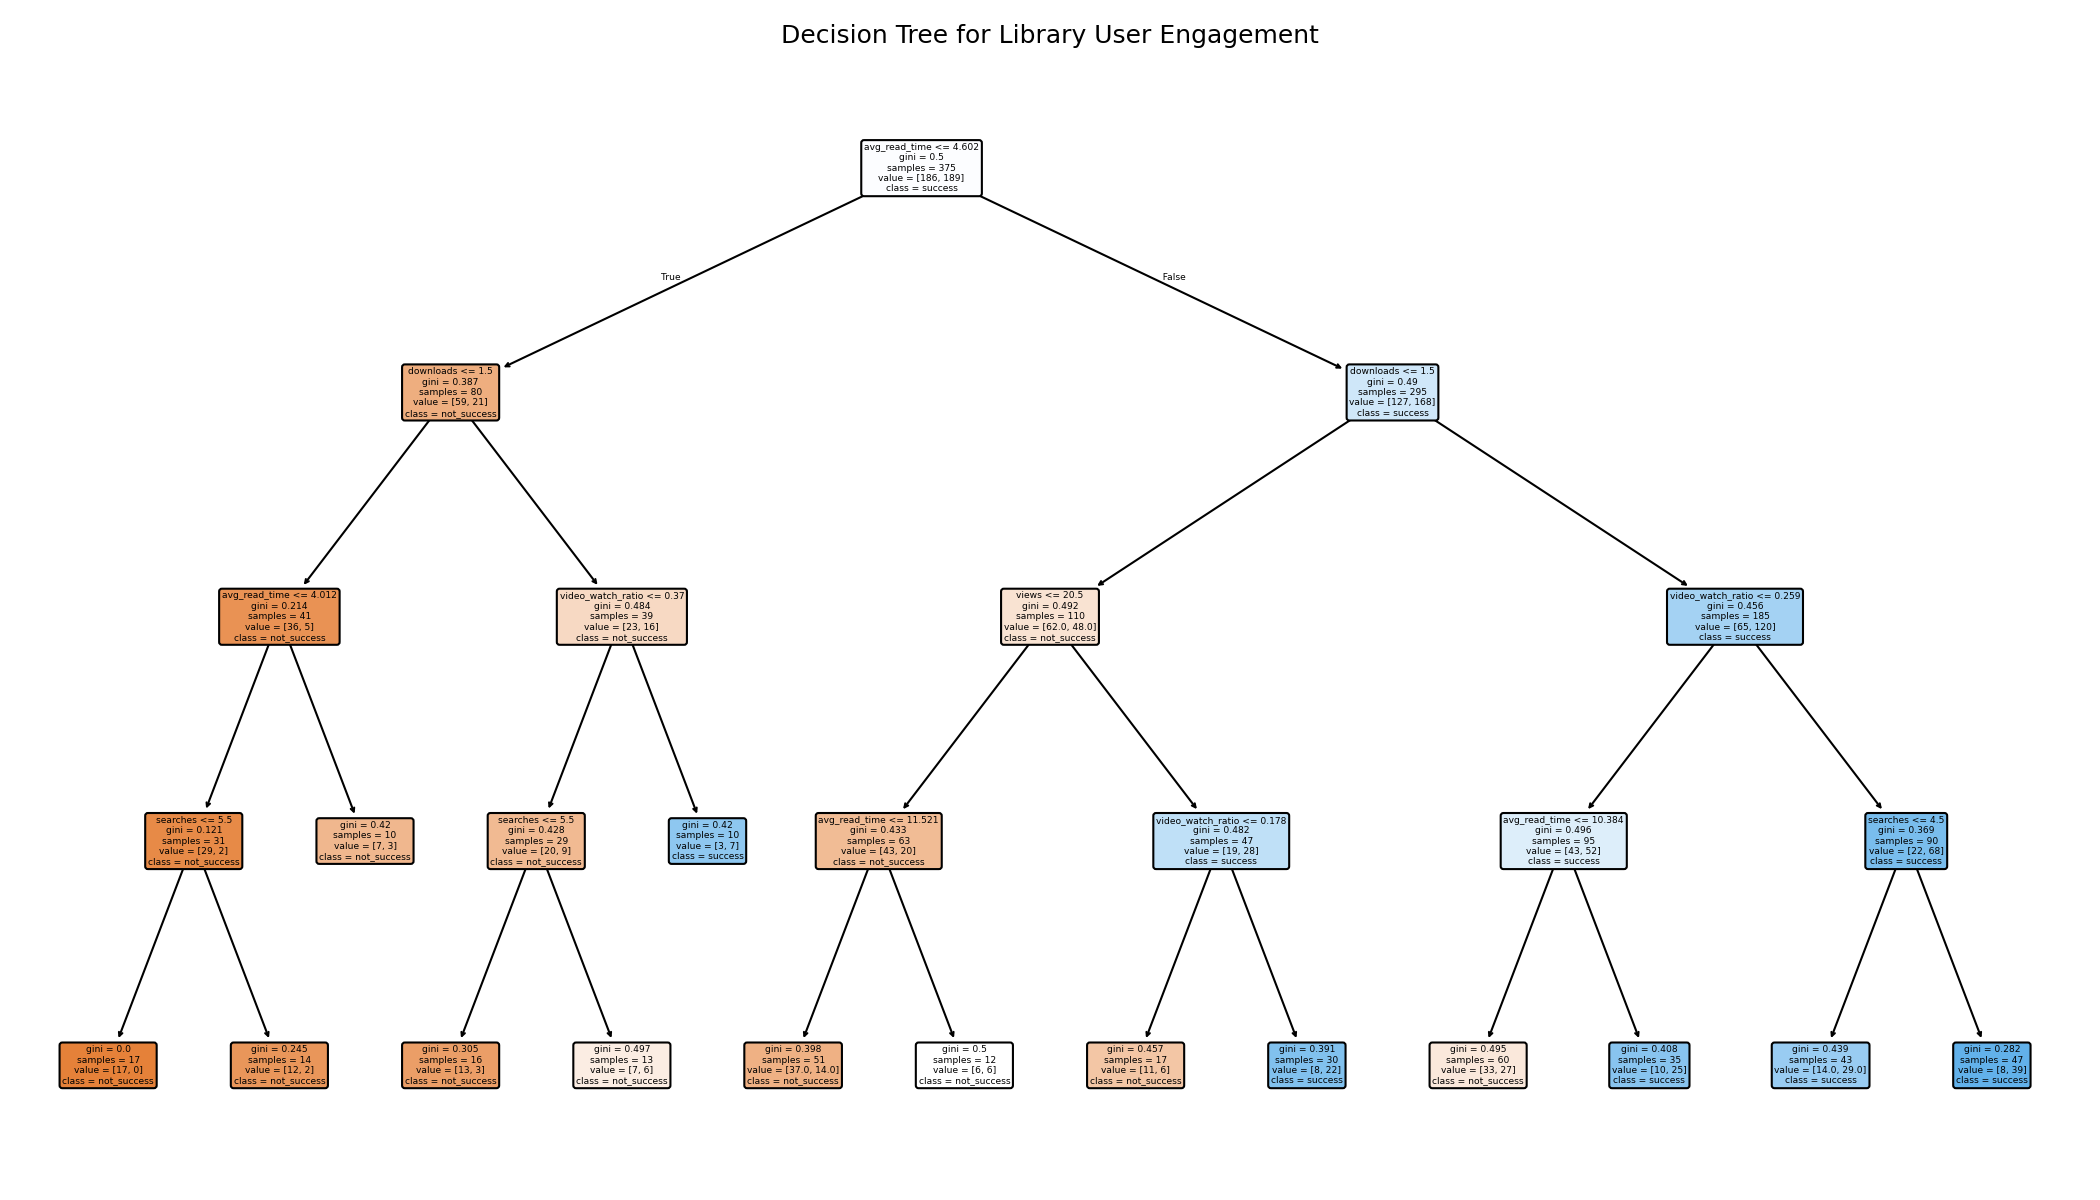 Decision Tree for Library User Engagement
avg_read_time <= 4.602
gini = 0.5
samples = 375
value = [186, 189]
class = success
True
False
downloads <= 1.5
gini = 0.387
samples = 80
value = [59, 21]
class = not_success
downloads <= 1.5
gini = 0.49
samples = 295
value = [127, 168]
class = success
avg_read_time <= 4.012
gini = 0.214
samples = 41
value = [36, 5]
class = not_success
video_watch_ratio <= 0.37
gini = 0.484
samples = 39
value = [23, 16]
class = not_success
views <= 20.5
gini = 0.492
samples = 110
value = [62.0, 48.0]
class = not_success
video_watch_ratio <= 0.259
gini = 0.456
samples = 185
value = [65, 120]
class = success
searches <= 5.5
gini = 0.121
samples = 31
value = [29, 2]
class = not_success
gini = 0.42
samples = 10
value = [7, 3]
class = not_success
searches <= 5.5
gini = 0.428
samples = 29
value = [20, 9]
class = not_success
gini = 0.42
samples = 10
value = [3, 7]
class = success
avg_read_time <= 11.521
gini = 0.433
samples = 63
value = [43, 20]
class = not_success
video_watch_ratio <= 0.178
gini = 0.482
samples = 47
value = [19, 28]
class = success
avg_read_time <= 10.384
gini = 0.496
samples = 95
value = [43, 52]
class = success
searches <= 4.5
gini = 0.369
samples = 90
value = [22, 68]
class = success
gini = 0.0
samples = 17
value = [17, 0]
class = not_success
gini = 0.245
samples = 14
value = [12, 2]
class = not_success
gini = 0.305
samples = 16
value = [13, 3]
class = not_success
gini = 0.497
samples = 13
value = [7, 6]
class = not_success
gini = 0.398
samples = 51
value = [37.0, 14.0]
class = not_success
gini = 0.5
samples = 12
value = [6, 6]
class = not_success
gini = 0.457
samples = 17
value = [11, 6]
class = not_success
gini = 0.391
samples = 30
value = [8, 22]
class = success
gini = 0.495
samples = 60
value = [33, 27]
class = not_success
gini = 0.408
samples = 35
value = [10, 25]
class = success
gini = 0.439
samples = 43
value = [14.0, 29.0]
class = success
gini = 0.282
samples = 47
value = [8, 39]
class = success